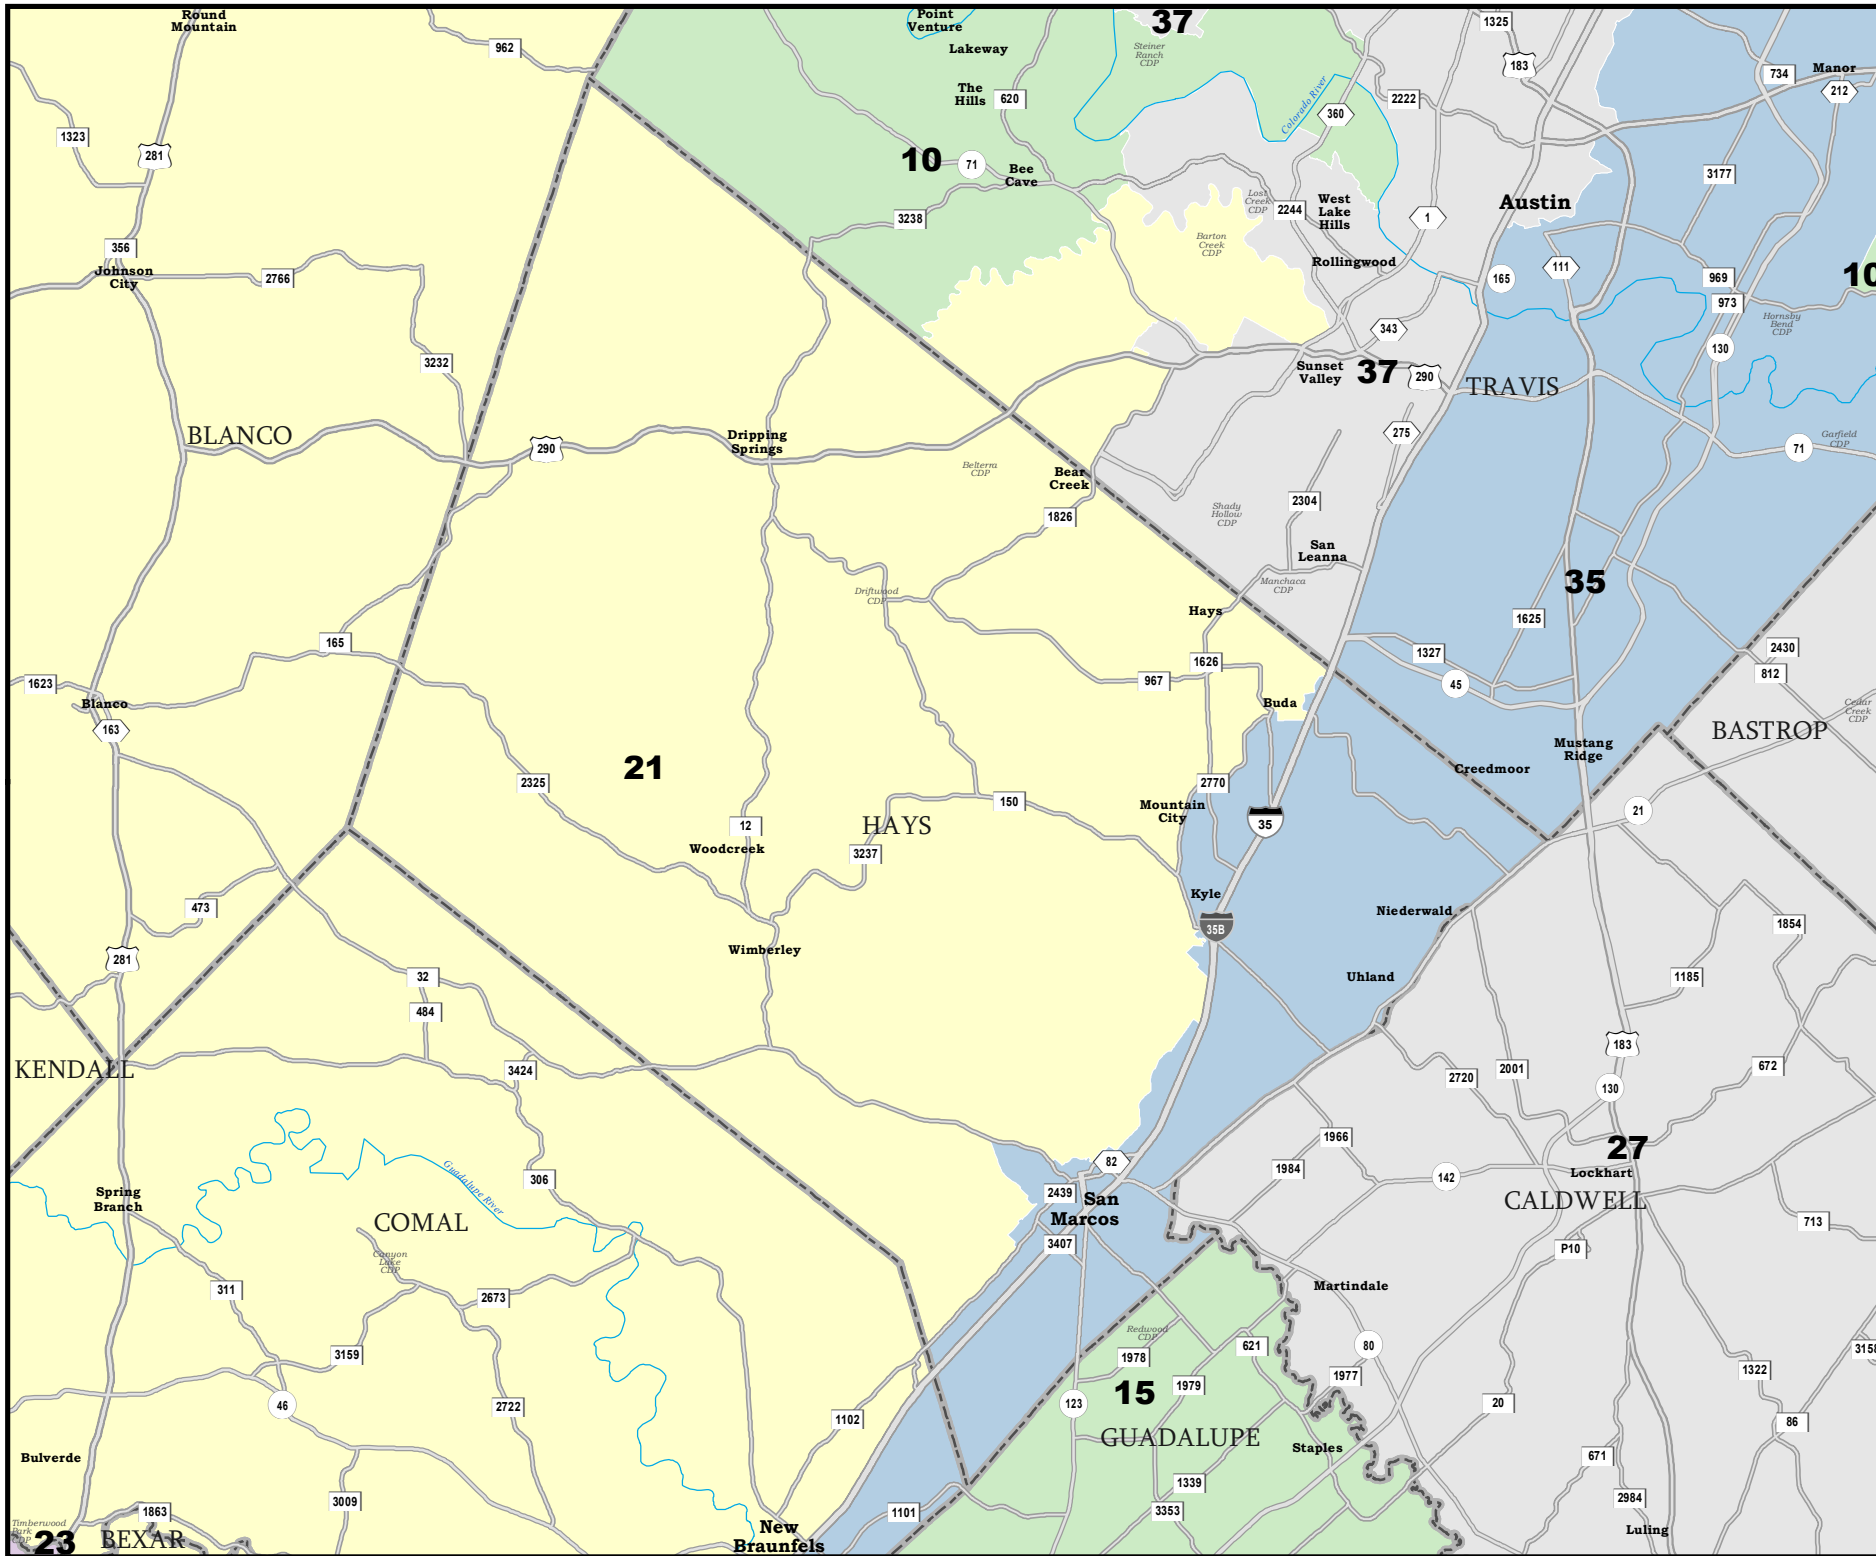 Round
Mountain
962
Point
Venture
Lakeway
37
Steiner
Ranch
CDP
1325
183
734
Manor
212
The
Hills
620
Colorado River
360
2222
1323
281
10
71
Bee
Cave
3177
3238
Lost
Creek
CDP
2244
West
Lake
Hills
1
Austin
Barton
Creek
CDP
356
Johnson
City
2766
Rollingwood
165
111
969
973
10
Hornsby
Bend
CDP
343
130
3232
Sunset
Valley
37
290
TRAVIS
BLANCO
290
Dripping
Springs
275
71
Garfield
CDP
Belterra
CDP
Bear
Creek
1826
Shady
Hollow
CDP
2304
San
Leanna
Driftwood
CDP
Manchaca
CDP
35
Hays
1625
165
1327
2430
812
1626
967
45
1623
Blanco
163
Buda
Cedar
Creek
CDP
BASTROP
Mustang
Ridge
Creedmoor
21
2325
2770
Mountain
City
150
12
HAYS
35
21
Woodcreek
3237
Kyle
473
35B
Niederwald
1854
Wimberley
281
32
Uhland
1185
484
183
KENDALL
3424
2720
2001
672
130
1966
27
Lockhart
82
1984
142
306
Guadalupe River
Spring
Branch
2439
San
Marcos
CALDWELL
COMAL
713
3407
P10
Canyon
Lake
CDP
311
2673
Martindale
Redwood
CDP
3159
1978
621
80
3158
1322
1977
15
1979
46
2722
123
20
1102
86
GUADALUPE
Staples
Bulverde
671
1339
3009
1863
1101
3353
2984
Timberwood
Park
CDP
23
BEXAR
New
Braunfels
Luling